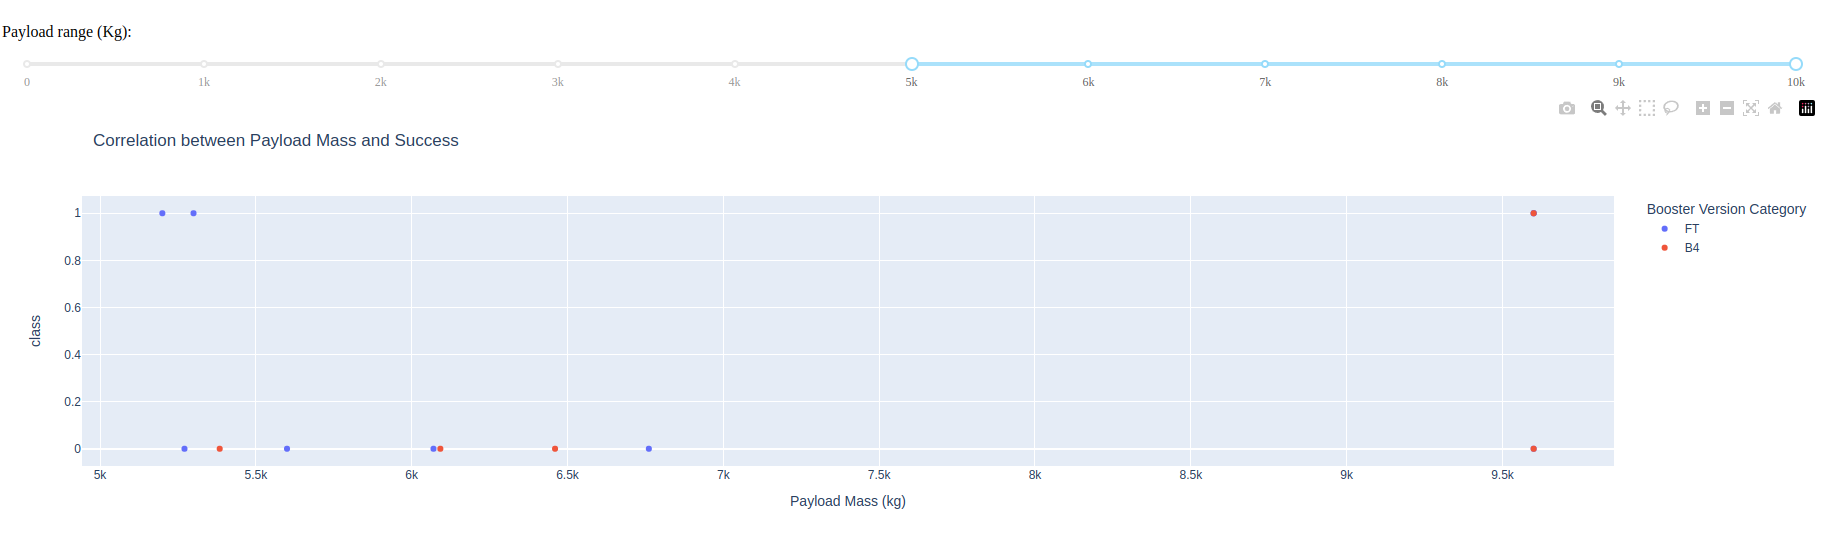 Payload range (Kg):
0 1k 2k 3k 4k 5k 6k 7k 8k 9k 10k
Correlation between Payload Mass and Success
Booster Version Category
FT
B4
1
0.8
0.6
0.4
0.2
0
class
5k 5.5k 6k 6.5k 7k 7.5k 8k 8.5k 9k 9.5k
Payload Mass (kg)